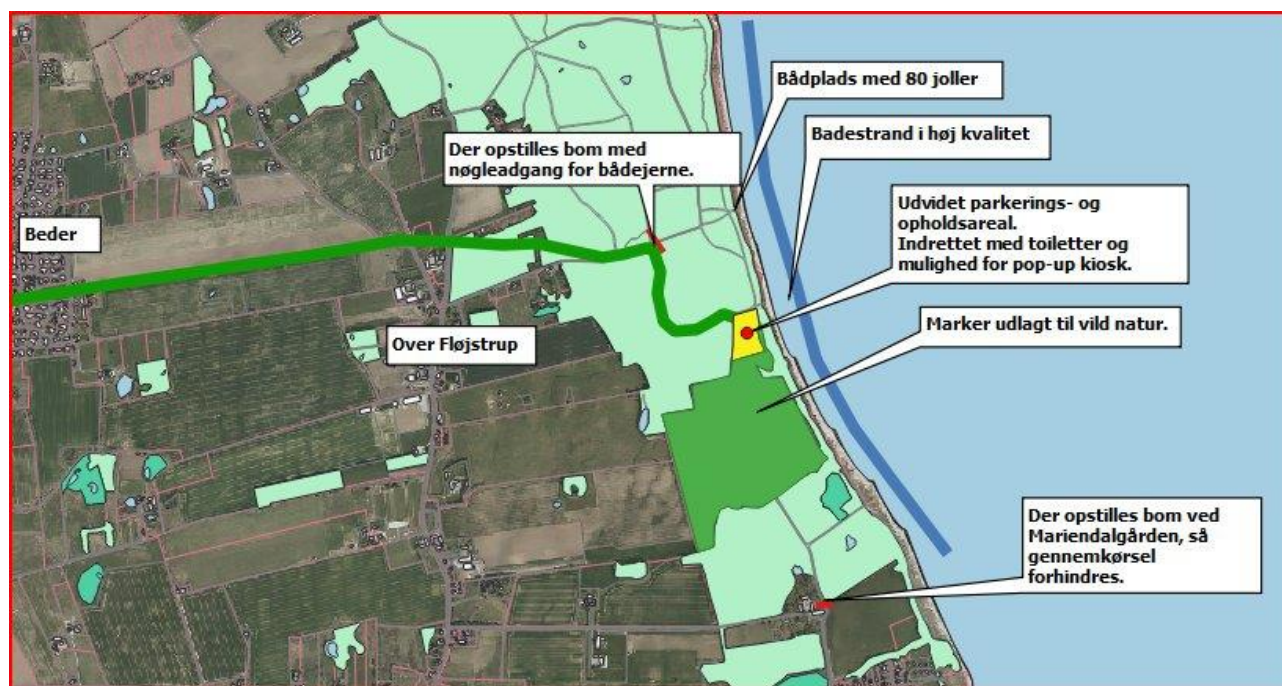 Bådplads med 80 joller
Badestrand i høj kvalitet
Der opstilles bom med
nøgleadgang for bådejerne.
Udvidet parkerings- og
opholdsareal.
Indrettet med toiletter og
mulighed for pop-up kiosk.
Beder
Marker udlagt til vild natur.
Over Fløjstrup
Der opstilles bom ved
Mariendalgården, så
gennemkørsel
forhindres.